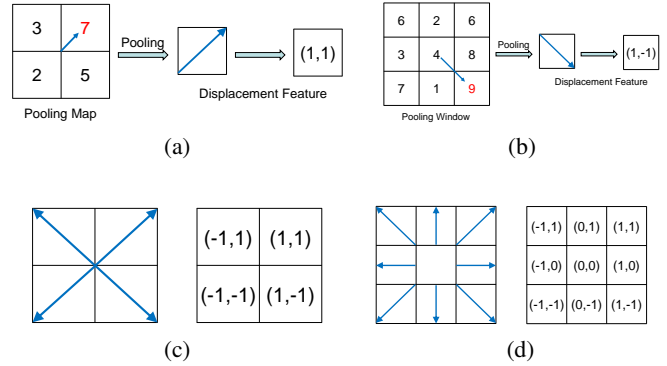 3 7
Pooling
(1,1)
2 5
Displacement Feature
Pooling Map
(a)
6 2 6
3 4 8
Pooling
(1,-1)
7 1 9
Displacement Feature
Pooling Window
(b)
(-1,1) (1,1)
(-1,-1) (1,-1)
(c)
(-1,1) (0,1) (1,1)
(-1,0) (0,0) (1,0)
(-1,-1) (0,-1) (1,-1)
(d)